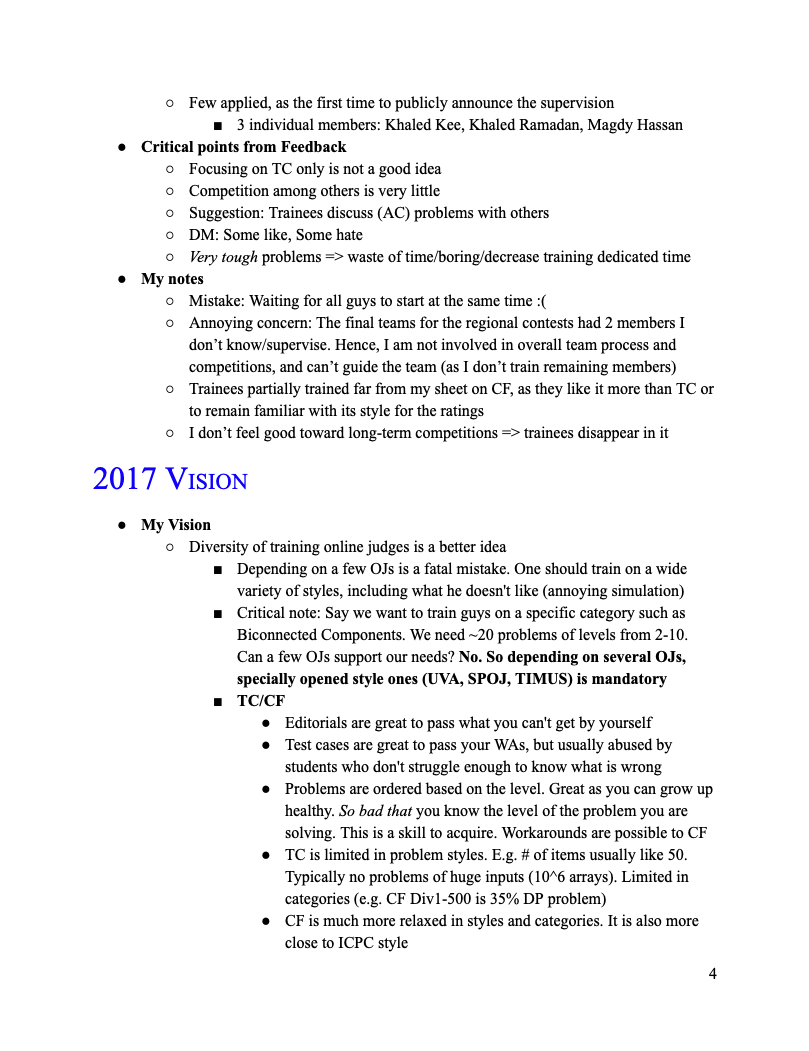 ○ Few applied, as the first time to publicly announce the supervision
■ 3 individual members: Khaled Kee, Khaled Ramadan, Magdy Hassan
● Critical points from Feedback
○ Focusing on TC only is not a good idea
○ Competition among others is very little
○ Suggestion: Trainees discuss (AC) problems with others
○ DM: Some like, Some hate
○ Very tough problems => waste of time/boring/decrease training dedicated time
● My notes
○ Mistake: Waiting for all guys to start at the same time :(
○ Annoying concern: The final teams for the regional contests had 2 members I
don’t know/supervise. Hence, I am not involved in overall team process and
competitions, and can’t guide the team (as I don’t train remaining members)
○ Trainees partially trained far from my sheet on CF, as they like it more than TC or
to remain familiar with its style for the ratings
○ I don’t feel good toward long-term competitions => trainees disappear in it
2017 VISION
● My Vision
○ Diversity of training online judges is a better idea
■ Depending on a few OJs is a fatal mistake. One should train on a wide
variety of styles, including what he doesn't like (annoying simulation)
■ Critical note: Say we want to train guys on a specific category such as
Biconnected Components. We need ~20 problems of levels from 2-10.
Can a few OJs support our needs? No. So depending on several OJs,
specially opened style ones (UVA, SPOJ, TIMUS) is mandatory
■ TC/CF
● Editorials are great to pass what you can't get by yourself
● Test cases are great to pass your WAs, but usually abused by
students who don't struggle enough to know what is wrong
● Problems are ordered based on the level. Great as you can grow up
healthy. So bad that you know the level of the problem you are
solving. This is a skill to acquire. Workarounds are possible to CF
● TC is limited in problem styles. E.g. # of items usually like 50.
Typically no problems of huge inputs (10^6 arrays). Limited in
categories (e.g. CF Div1-500 is 35% DP problem)
● CF is much more relaxed in styles and categories. It is also more
close to ICPC style
4